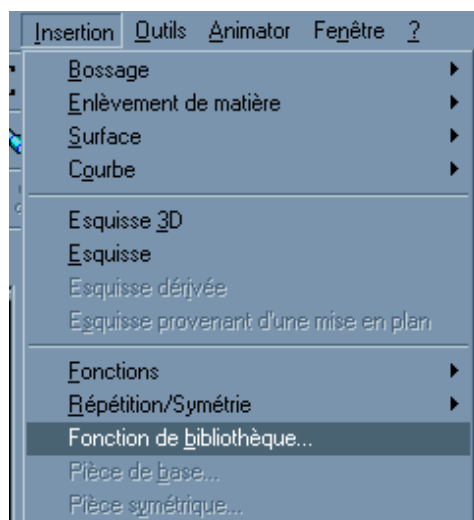 Insertion Outils Animator Fenêtre ?
Bossage
Enlèvement de matière
Surface
Courbe
Esquisse 3D
Esquisse
Esquisse dérivée
Esquisse provenant d'une mise en plan
Fonctions
Répétition/Symétrie
Fonction de bibliothèque...
Pièce de base...
Pièce symétrique...